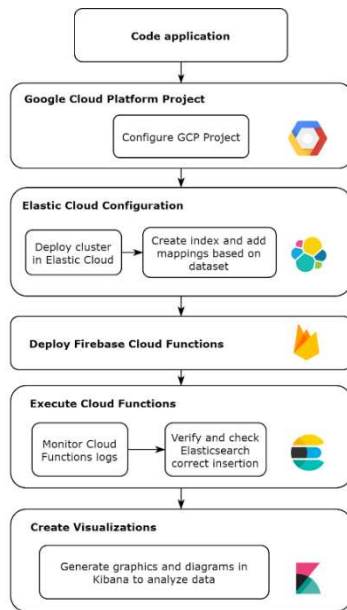 Code application
Google Cloud Platform Project
Configure GCP Project
Elastic Cloud Configuration
Deploy cluster
in Elastic Cloud
Create index and add
mappings based on
dataset
Deploy Firebase Cloud Functions
Execute Cloud Functions
Monitor Cloud
Functions logs
Verify and check
Elasticsearch
correct insertion
Create Visualizations
Generate graphics and diagrams in
Kibana to analyze data